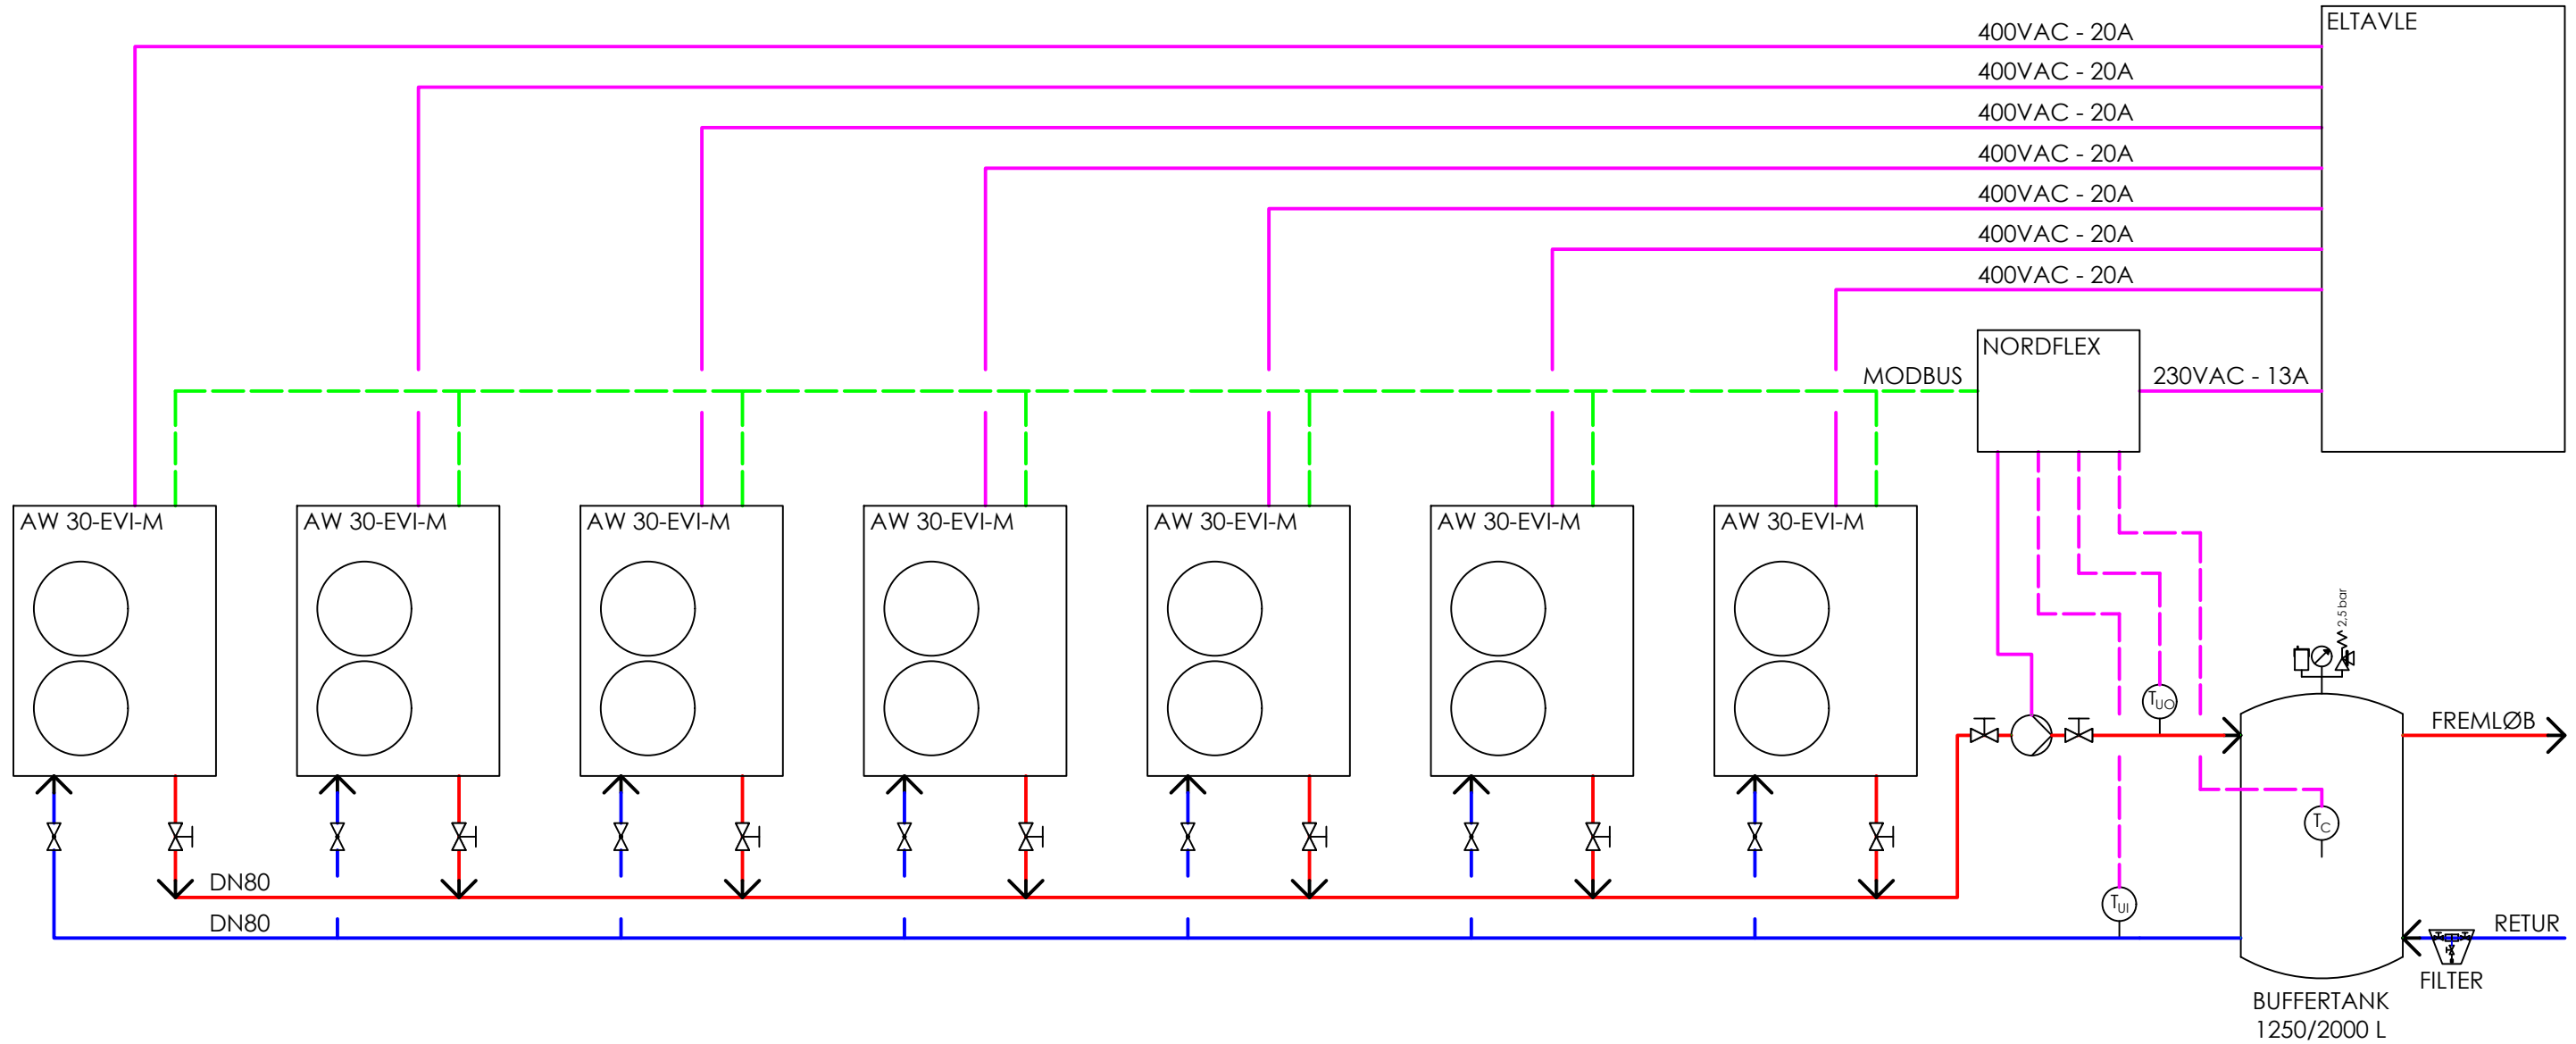 ELTAVLE
400VAC - 20A
400VAC - 20A
400VAC - 20A
400VAC - 20A
400VAC - 20A
400VAC - 20A
400VAC - 20A
NORDFLEX
MODBUS
230VAC - 13A
AW 30-EVI-M
AW 30-EVI-M
AW 30-EVI-M
AW 30-EVI-M
AW 30-EVI-M
AW 30-EVI-M
AW 30-EVI-M
2,5 bar
TUO
FREMLØB
TC
DN80
TUI
DN80
RETUR
FILTER
BUFFERTANK
1250/2000 L